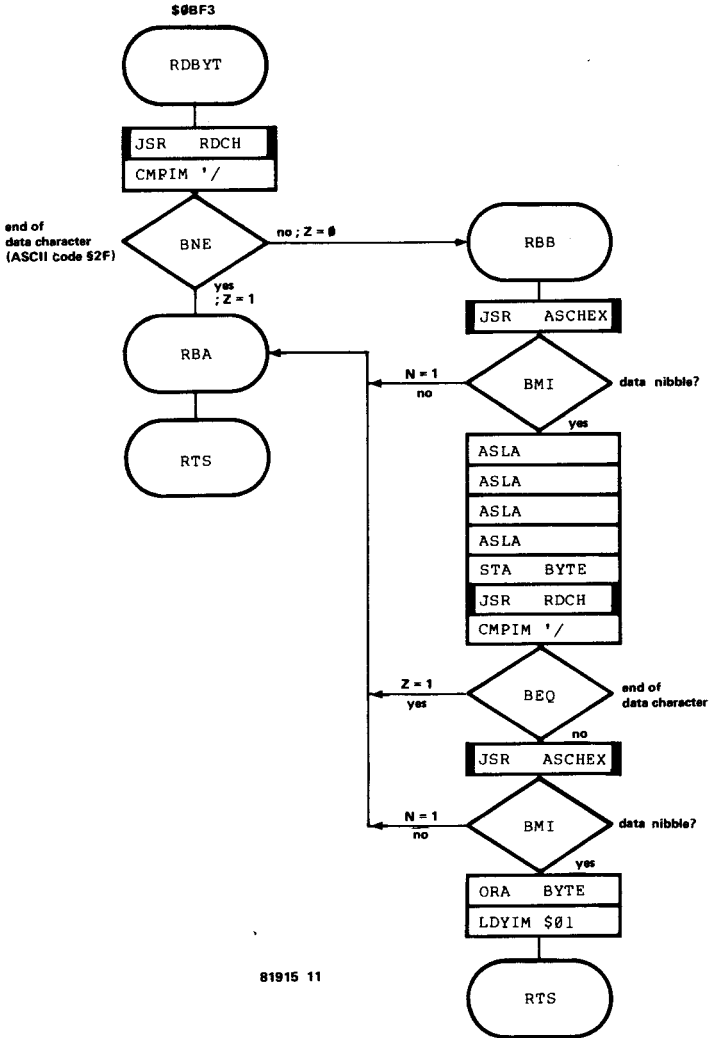 $0BF3
RDBYT
JSR RDCH
CMPIM '/
end of
data character
(ASCII code §2F)
BNE
no ; Z = 0
yes
; Z = 1
RBA
RTS
RBB
JSR ASCHEX
BMI
data nibble?
N = 1
no
yes
ASLA
ASLA
ASLA
ASLA
STA BYTE
JSR RDCH
CMPIM '/
BEQ
end of
data character
Z = 1
yes
no
JSR ASCHEX
BMI
data nibble?
N = 1
no
yes
ORA BYTE
LDYIM $01
RTS
81915 11